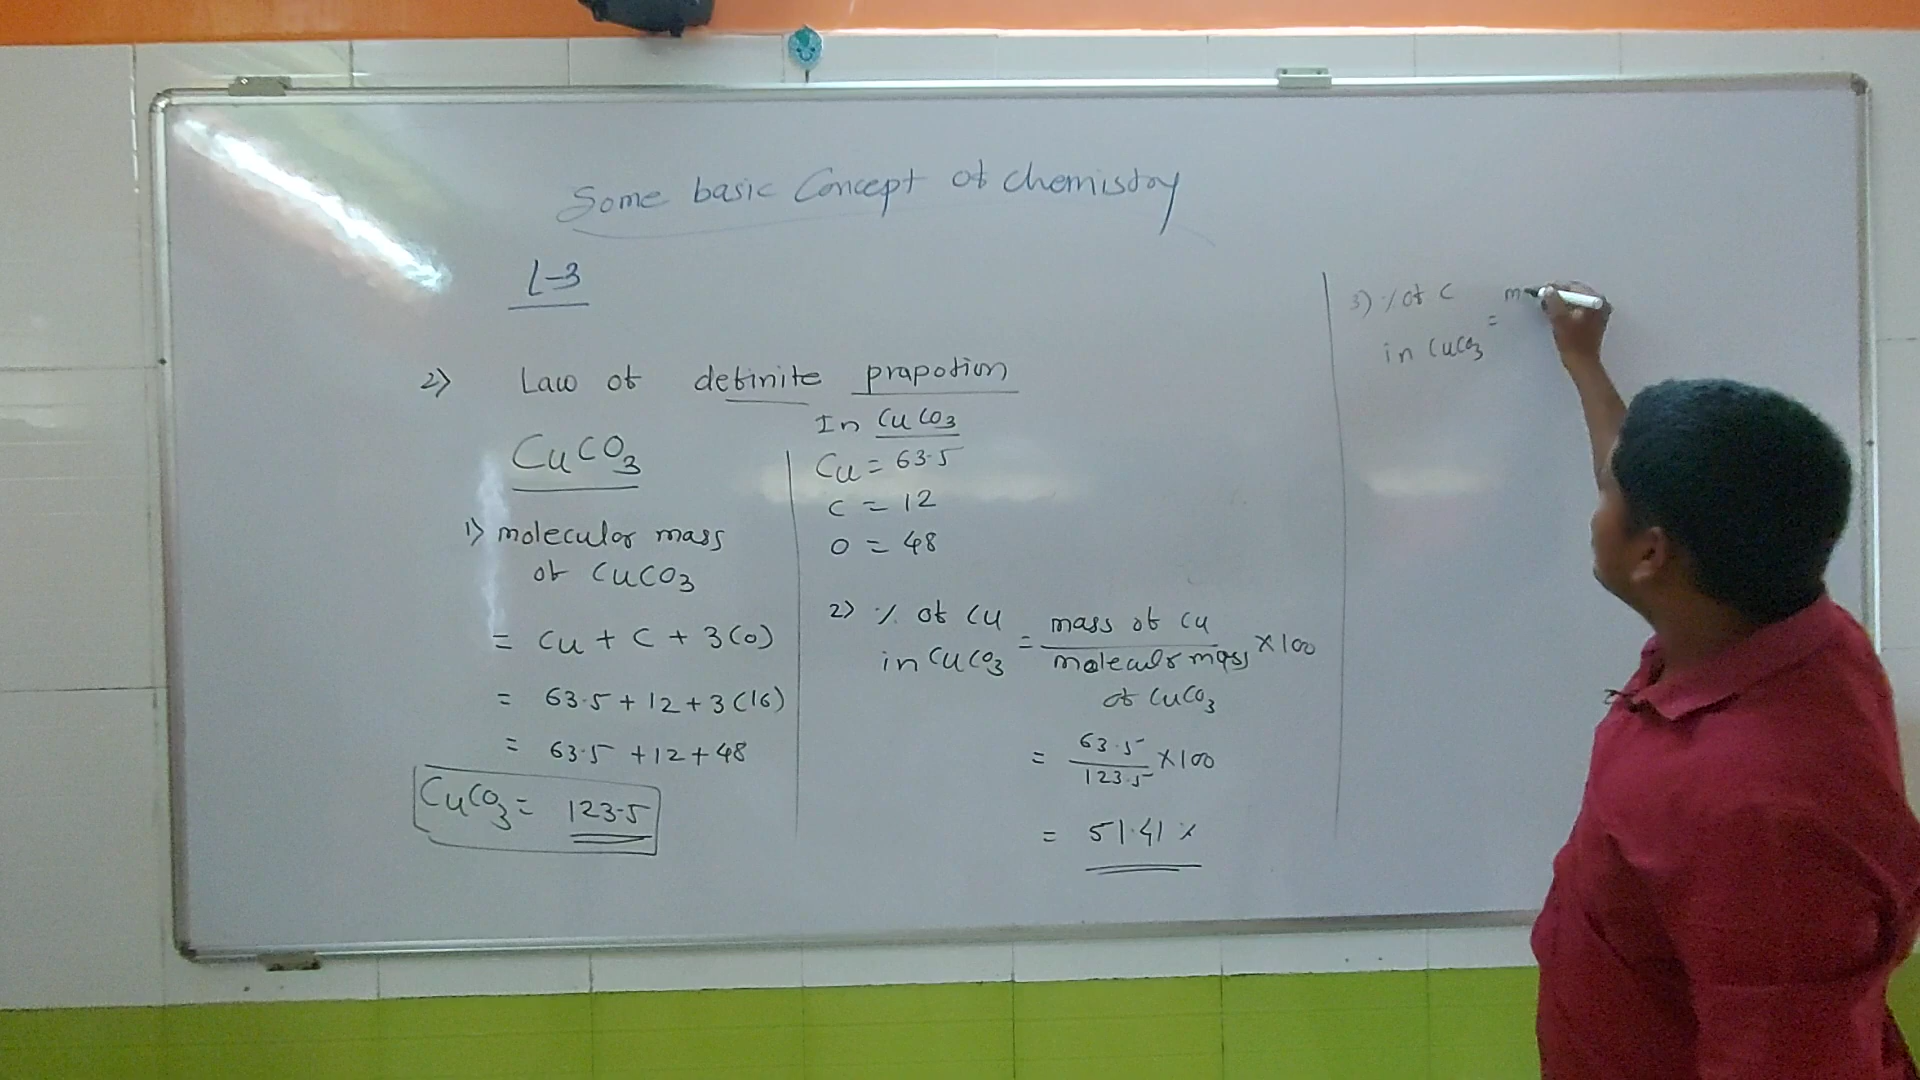 Some basic Concept of chemistry
L-3
2) Law of definite prapotion
CuCO3
1) molecular mass
of CuCO3
= Cu + C + 3(O)
= 63.5 + 12 + 3(16)
= 63.5 + 12 + 48
CuCO3 = 123.5
In CuCO3
Cu = 63.5
C = 12
O = 48
2) % of Cu in CuCO3 = mass of Cu / moleculr mass of CuCO3 × 100
= 63.5 / 123.5 × 100
= 51.41 %
3) % of C
in CuCO3 = m